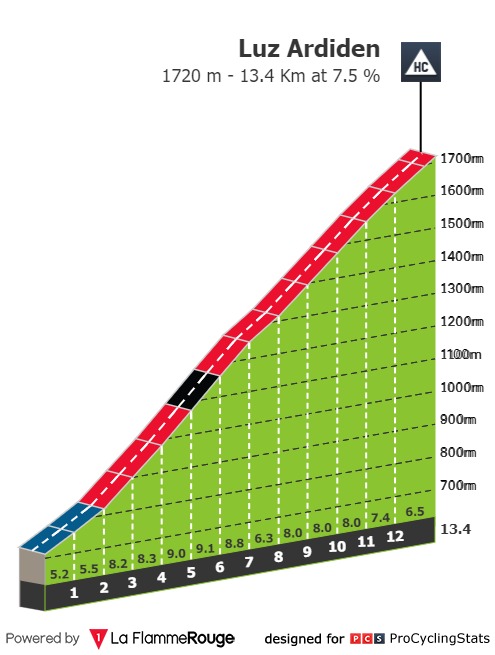 Luz Ardiden
HC
1720 m - 13.4 Km at 7.5 %
1700m
1600m
1500m
1400m
1300m
1200m
1100m
1000m
900m
800m
700m
13.4
5.2 5.5 8.2 8.3 9.0 9.1 8.8 6.3 8.0 8.0 8.0 7.4 6.5
1 2 3 4 5 6 7 8 9 10 11 12
Powered by 1 La FlammeRouge designed for PCS ProCyclingStats